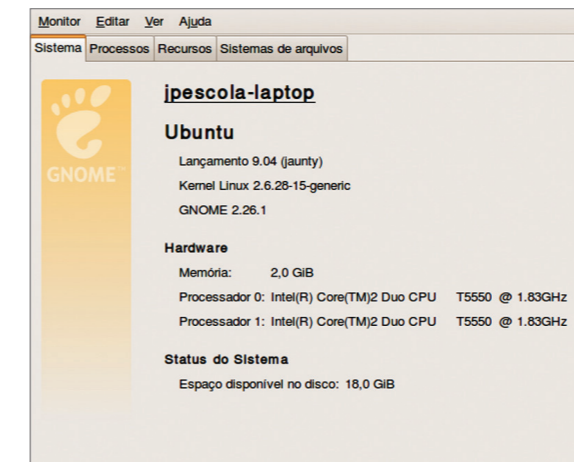 Monitor Editar Ver Ajuda
Sistema Processos Recursos Sistemas de arquivos
GNOME™
jpescola-laptop
Ubuntu
Lançamento 9.04 (jaunty)
Kernel Linux 2.6.28-15-generic
GNOME 2.26.1
Hardware
Memória: 2,0 GiB
Processador 0: Intel(R) Core(TM)2 Duo CPU T5550 @ 1.83GHz
Processador 1: Intel(R) Core(TM)2 Duo CPU T5550 @ 1.83GHz
Status do Sistema
Espaço disponível no disco: 18,0 GiB